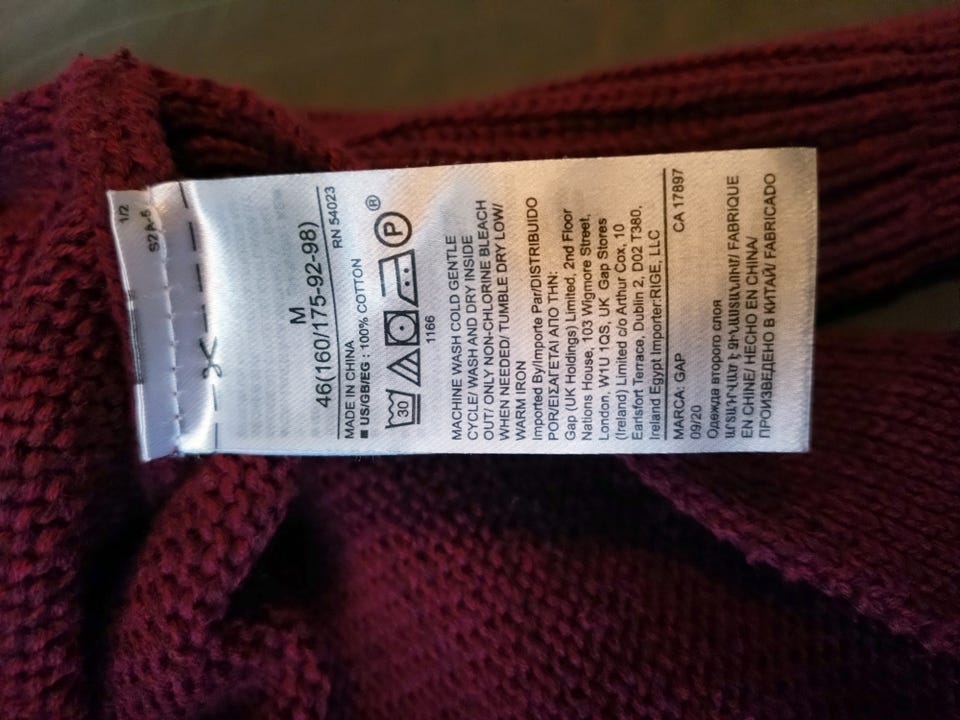 1/2
M
46(160/175-92-98)
RN 54023
MADE IN CHINA
■ US/GB/EG : 100% COTTON
30 P ®
1166
MACHINE WASH COLD GENTLE
CYCLE/ WASH AND DRY INSIDE
OUT/ ONLY NON-CHLORINE BLEACH
WHEN NEEDED/ TUMBLE DRY LOW/
WARM IRON
Imported By/Importe Par/DISTRIBUIDO
POR/ΕΙΣΑΓΕΤΑΙ ΑΠΟ ΤΗΝ:
Gap (UK Holdings) Limited, 2nd Floor
Nations House, 103 Wigmore Street,
London, W1U 1QS, UK Gap Stores
(Ireland) Limited c/o Arthur Cox, 10
Earlsfort Terrace, Dublin 2, D02 T380,
Ireland Egypt Importer:RIGE, LLC
MARCA: GAP CA 17897
09/20
Одежда второго слоя
ԱՐՏԱԴՐՎԱԾ Է ՉԻՆԱՍՏԱՆՈՒՄ/ FABRIQUE
EN CHINE/ HECHO EN CHINA/
ПРОИЗВЕДЕНО В КИТАЙ/ FABRICADO